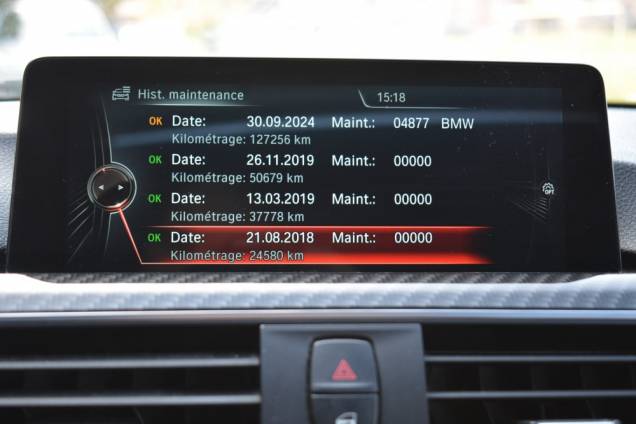 Hist. maintenance 15:18
OK Date: 30.09.2024 Maint.: 04877 BMW
Kilométrage: 127256 km
OK Date: 26.11.2019 Maint.: 00000
Kilométrage: 50679 km
OK Date: 13.03.2019 Maint.: 00000
Kilométrage: 37778 km
OK Date: 21.08.2018 Maint.: 00000
Kilométrage: 24580 km
OPT